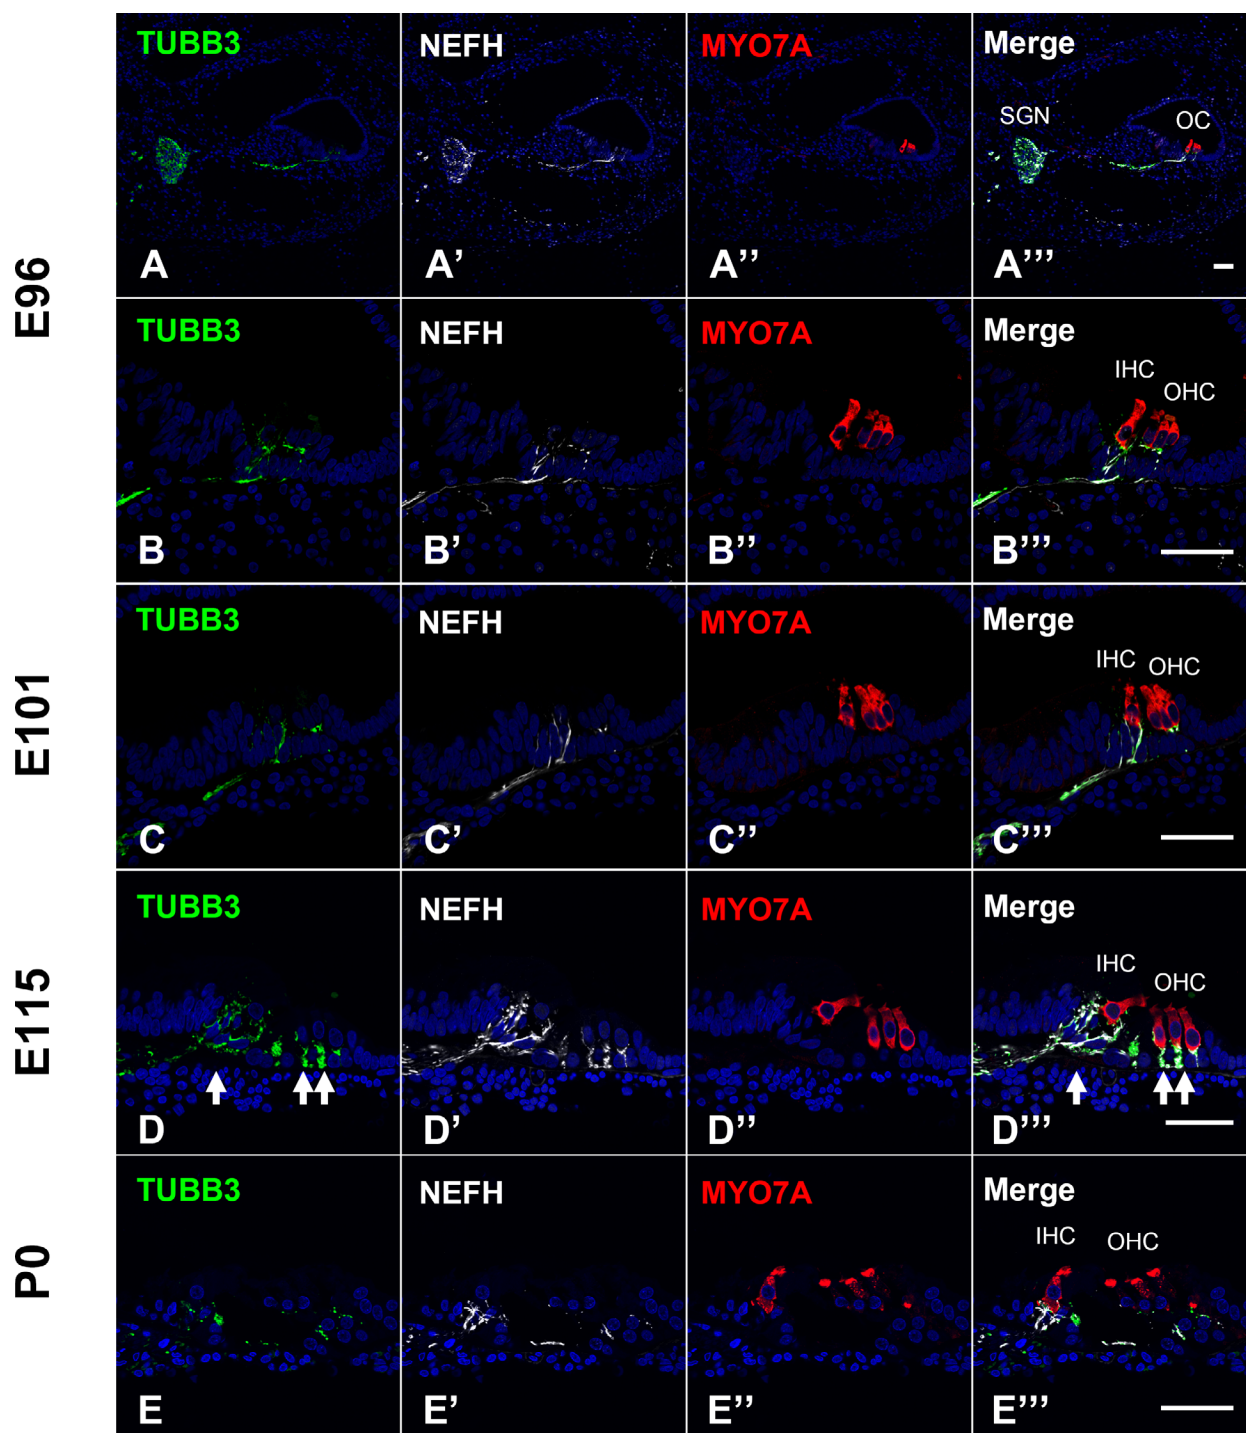 E96
TUBB3 NEFH MYO7A Merge
SGN OC
A A’ A’’ A’’’
TUBB3 NEFH MYO7A Merge
IHC OHC
B B’ B’’ B’’’
E101
TUBB3 NEFH MYO7A Merge
IHC OHC
C C’ C’’ C’’’
E115
TUBB3 NEFH MYO7A Merge
IHC OHC
D D’ D’’ D’’’
P0
TUBB3 NEFH MYO7A Merge
IHC OHC
E E’ E’’ E’’’